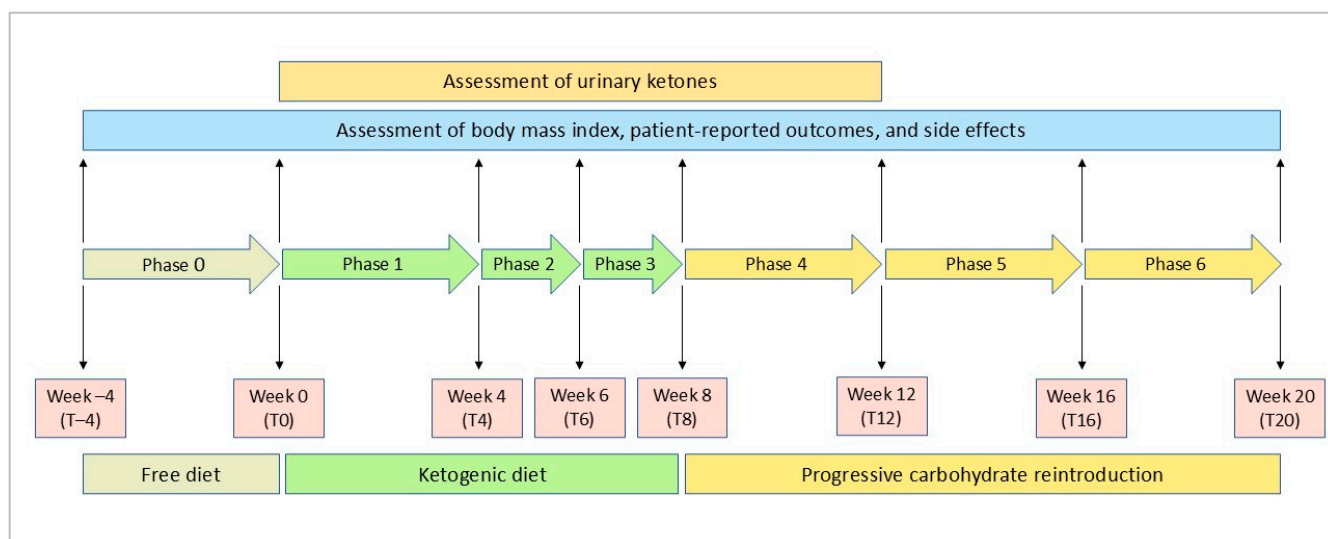 Assessment of urinary ketones
Assessment of body mass index, patient-reported outcomes, and side effects
Phase 0
Phase 1
Phase 2
Phase 3
Phase 4
Phase 5
Phase 6
Week –4
(T–4)
Week 0
(T0)
Week 4
(T4)
Week 6
(T6)
Week 8
(T8)
Week 12
(T12)
Week 16
(T16)
Week 20
(T20)
Free diet
Ketogenic diet
Progressive carbohydrate reintroduction